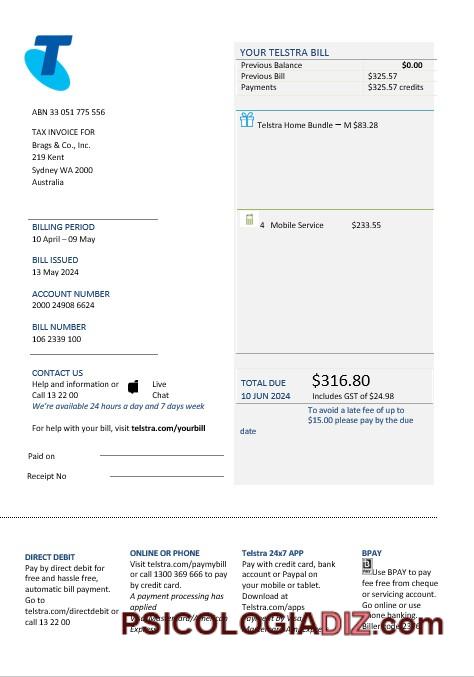 T
ABN 33 051 775 556
TAX INVOICE FOR
Brags & Co., Inc.
219 Kent
Sydney WA 2000
Australia
BILLING PERIOD
10 April – 09 May
BILL ISSUED
13 May 2024
ACCOUNT NUMBER
2000 24908 6624
BILL NUMBER
106 2339 100
CONTACT US
Help and information or Live
Call 13 22 00 Chat
We're available 24 hours a day and 7 days week
For help with your bill, visit telstra.com/yourbill
Paid on
Receipt No
YOUR TELSTRA BILL
Previous Balance $0.00
Previous Bill $325.57
Payments $325.57 credits
Telstra Home Bundle – M $83.28
4 Mobile Service $233.55
TOTAL DUE $316.80
10 JUN 2024 Includes GST of $24.98
To avoid a late fee of up to
$15.00 please pay by the due
date
DIRECT DEBIT
Pay by direct debit for
free and hassle free,
automatic bill payment.
Go to
telstra.com/directdebit or
call 13 22 00
ONLINE OR PHONE
Visit telstra.com/paymybill
or call 1300 369 666 to pay
by credit card.
A payment processing has
applied
Visa/Mastercard/American
Express
Telstra 24x7 APP
Pay with credit card, bank
account or Paypal on
your mobile or tablet.
Download at
Telstra.com/apps
Payment by Visa/
BPAY
Use BPAY to pay
fee free from cheque
or servicing account.
Go online or use
phone banking.
Biller code
PSICOLOGIADIZ.com